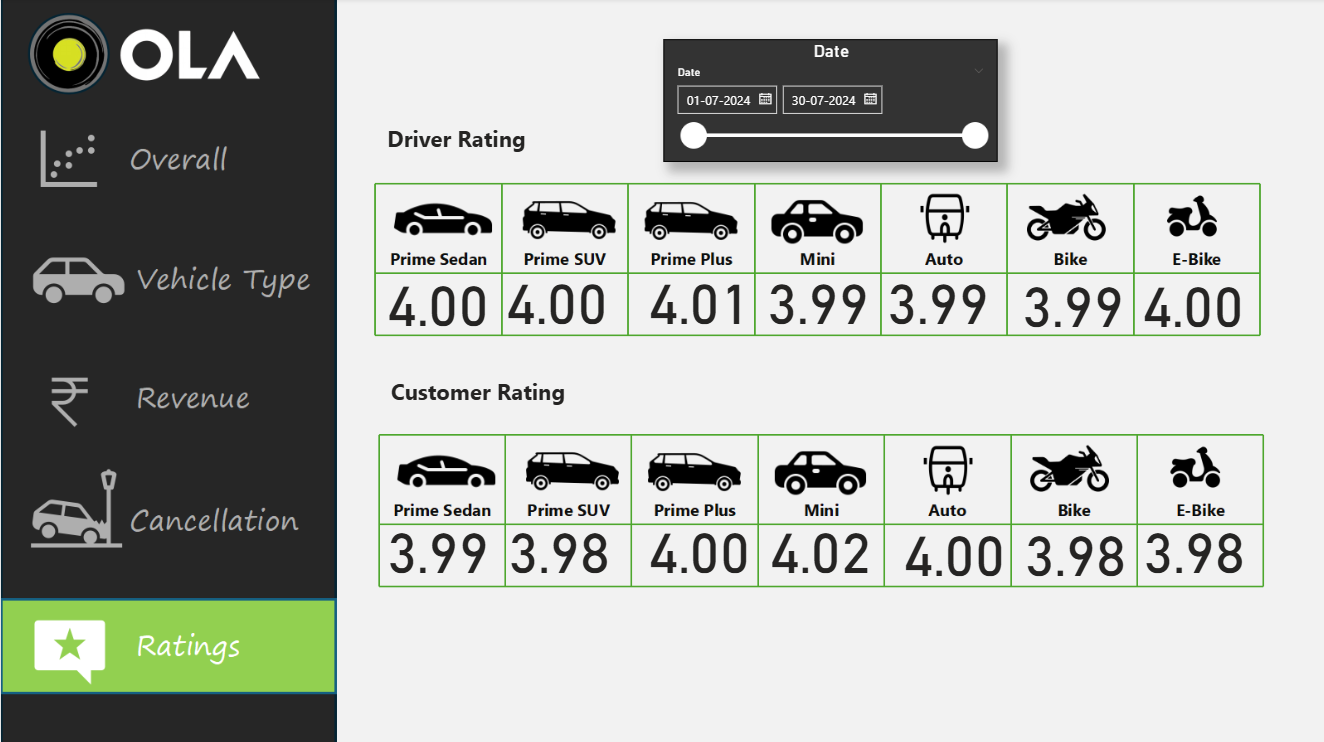 OLA
Overall
Vehicle Type
Revenue
Cancellation
Ratings
Date
Date
01-07-2024 30-07-2024
Driver Rating
Prime Sedan Prime SUV Prime Plus Mini Auto Bike E-Bike
4.00 4.00 4.01 3.99 3.99 3.99 4.00
Customer Rating
Prime Sedan Prime SUV Prime Plus Mini Auto Bike E-Bike
3.99 3.98 4.00 4.02 4.00 3.98 3.98